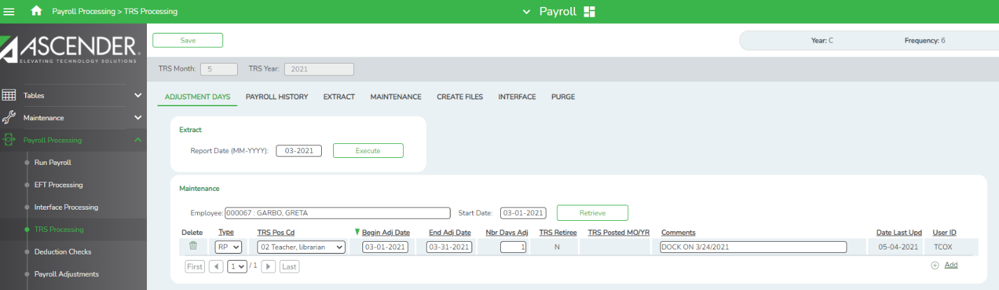 Payroll Processing > TRS Processing
Payroll
ASCENDER
ELEVATING TECHNOLOGY SOLUTIONS
Save
Year: C Frequency: 6
TRS Month: 5 TRS Year: 2021
Tables
Maintenance
Payroll Processing
Run Payroll
EFT Processing
Interface Processing
TRS Processing
Deduction Checks
Payroll Adjustments
ADJUSTMENT DAYS PAYROLL HISTORY EXTRACT MAINTENANCE CREATE FILES INTERFACE PURGE
Extract
Report Date (MM-YYYY): 03-2021 Execute
Maintenance
Employee: 000067 : GARBO, GRETA Start Date: 03-01-2021 Retrieve
Delete Type TRS Pos Cd Begin Adj Date End Adj Date Nbr Days Adj TRS Retiree TRS Posted MO/YR Comments Date Last Upd User ID
RP 02 Teacher, librarian 03-01-2021 03-31-2021 1 N DOCK ON 3/24/2021 05-04-2021 TCOX
First 1 / 1 Last
Add